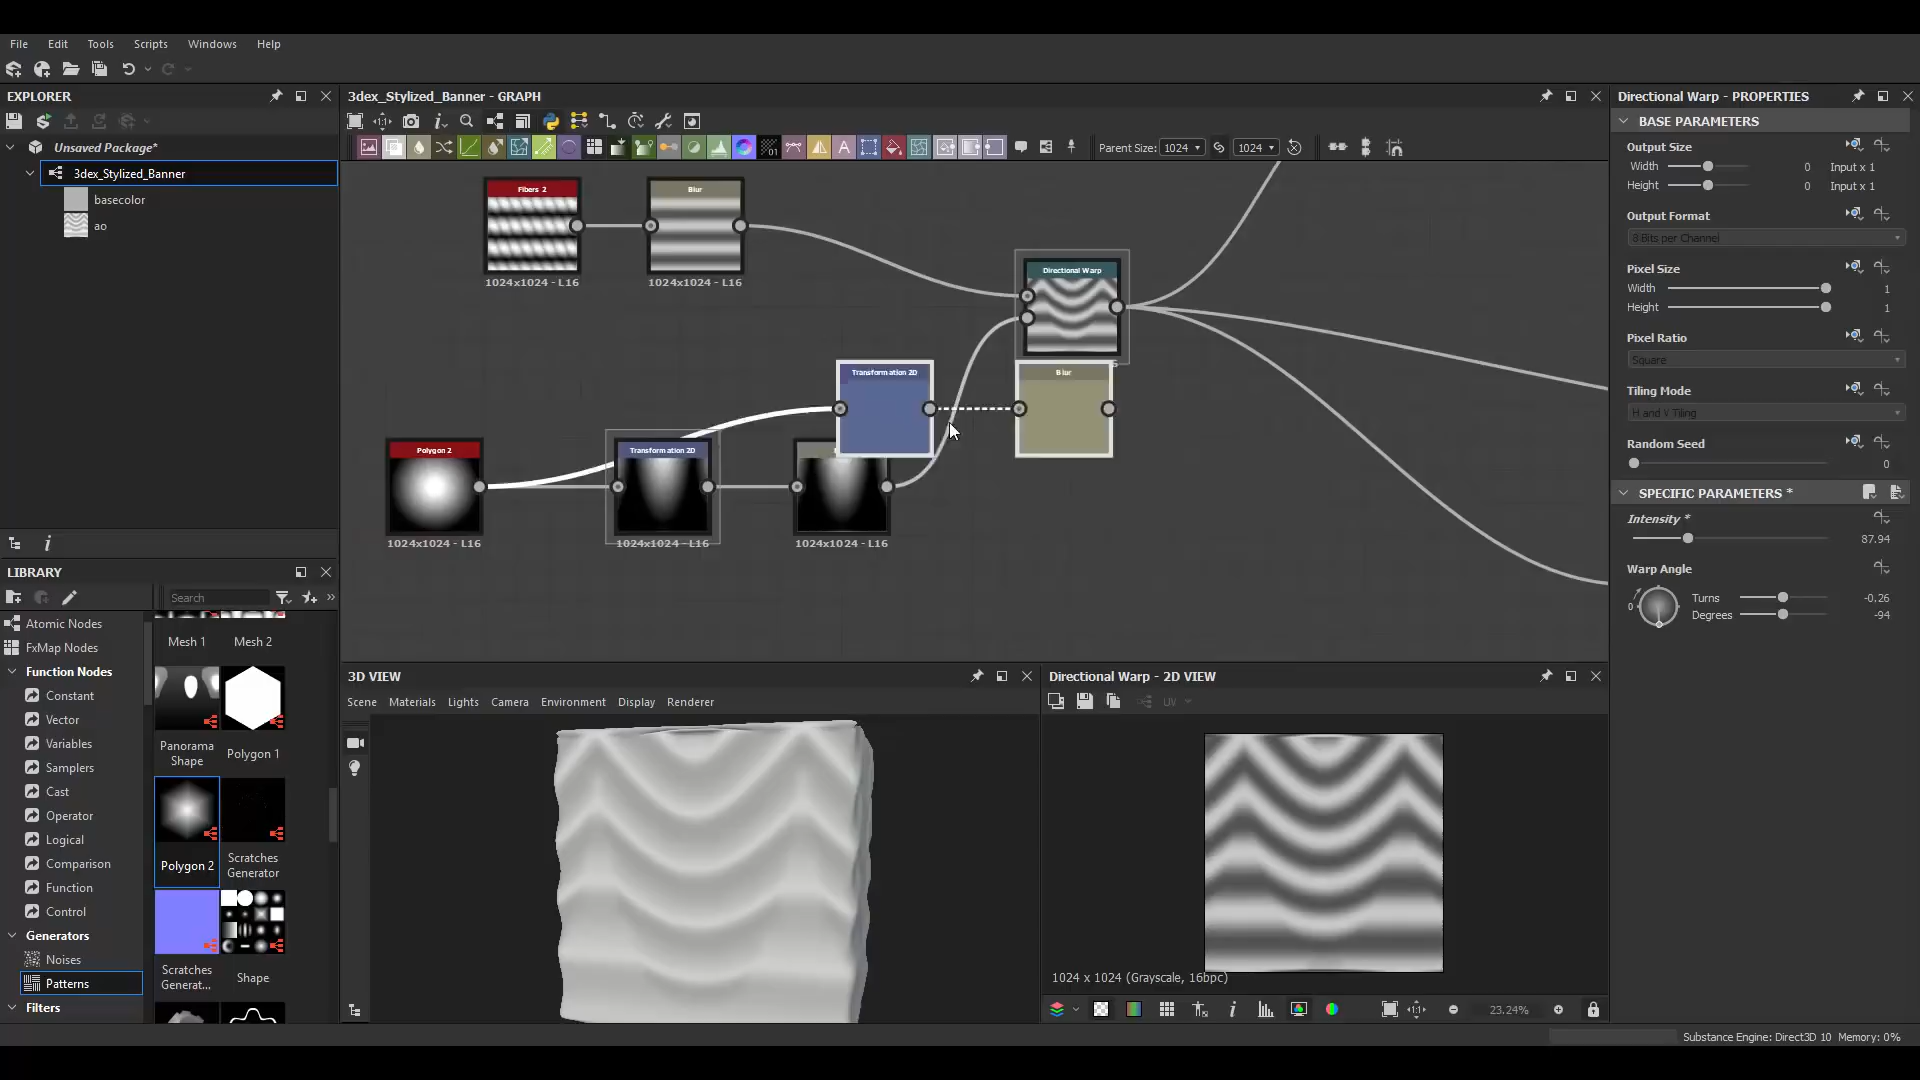 File Edit Tools Scripts Windows Help
EXPLORER
Unsaved Package*
3dex_Stylized_Banner
basecolor
ao
LIBRARY
Search
Atomic Nodes
FxMap Nodes
Function Nodes
Constant
Vector
Variables
Samplers
Cast
Operator
Logical
Comparison
Function
Control
Generators
Noises
Patterns
Filters
Mesh 1
Mesh 2
Panorama Shape
Polygon 1
Polygon 2
Scratches Generator
Scratches Generat...
Shape
3dex_Stylized_Banner - GRAPH
Parent Size: 1024 1024
Fibers 2
1024x1024 - L16
Blur
1024x1024 - L16
Directional Warp
Transformation 2D
Blur
Polygon 2
1024x1024 - L16
Transformation 2D
1024x1024 - L16
1024x1024 - L16
3D VIEW
Scene Materials Lights Camera Environment Display Renderer
Directional Warp - 2D VIEW
UV
1024 x 1024 (Grayscale, 16bpc)
23.24%
Directional Warp - PROPERTIES
BASE PARAMETERS
Output Size
Width 0 Input x 1
Height 0 Input x 1
Output Format
8 Bits per Channel
Pixel Size
Width 1
Height 1
Pixel Ratio
Square
Tiling Mode
H and V Tiling
Random Seed
0
SPECIFIC PARAMETERS *
Intensity *
87.94
Warp Angle
0
Turns -0.26
Degrees -94
Substance Engine: Direct3D 10 Memory: 0%